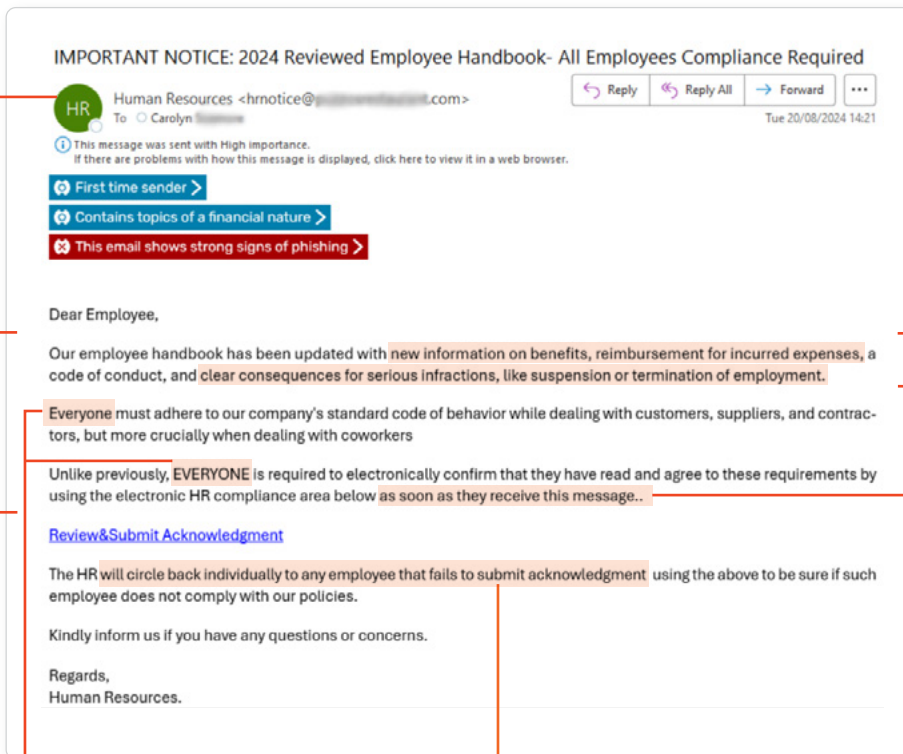 IMPORTANT NOTICE: 2024 Reviewed Employee Handbook- All Employees Compliance Required
HR
Human Resources <hrnotice@ .com>
Reply
Reply All
Forward
To Carolyn
Tue 20/08/2024 14:21
This message was sent with High importance.
If there are problems with how this message is displayed, click here to view it in a web browser.
First time sender
Contains topics of a financial nature
This email shows strong signs of phishing
Dear Employee,
Our employee handbook has been updated with new information on benefits, reimbursement for incurred expenses, a
code of conduct, and clear consequences for serious infractions, like suspension or termination of employment.
Everyone must adhere to our company's standard code of behavior while dealing with customers, suppliers, and contrac-
tors, but more crucially when dealing with coworkers
Unlike previously, EVERYONE is required to electronically confirm that they have read and agree to these requirements by
using the electronic HR compliance area below as soon as they receive this message..
Review&Submit Acknowledgment
The HR will circle back individually to any employee that fails to submit acknowledgment using the above to be sure if such
employee does not comply with our policies.
Kindly inform us if you have any questions or concerns.
Regards,
Human Resources.